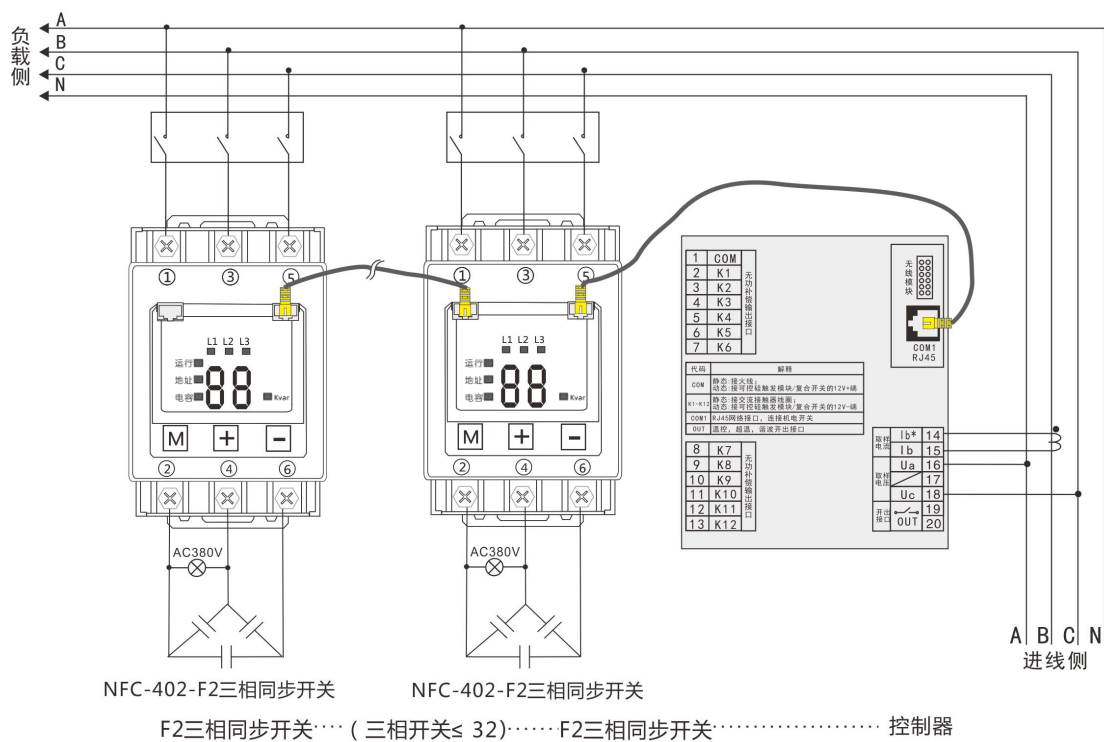 负载侧
A
B
C
N
① ③ ⑤
L1 L2 L3
运行
地址
电容
88
Kvar
M + −
② ④ ⑥
AC380V
NFC-402-F2三相同步开关
① ③ ⑤
L1 L2 L3
运行
地址
电容
88
Kvar
M + −
② ④ ⑥
AC380V
NFC-402-F2三相同步开关
1 COM
2 K1
3 K2
4 K3
5 K4
6 K5
7 K6
无功补偿输出接口
无线模块
COM1
RJ45
代码 解释
COM 静态:接火线;
动态:接可控硅触发模块/复合开关的12V+端
K1-K12 静态:接交流接触器线圈;
动态:接可控硅触发模块/复合开关的12V-端
COM1 RJ45网络接口,连接机电开关
OUT 温控,超温,谐波开出接口
8 K7
9 K8
10 K9
11 K10
12 K11
13 K12
无功补偿输出接口
取样电流
Ib* 14
Ib 15
取样电压
Ua 16
17
Uc 18
开出接口
19
OUT 20
A B C N
进线侧
F2三相同步开关····(三相开关≤ 32)······F2三相同步开关················· 控制器